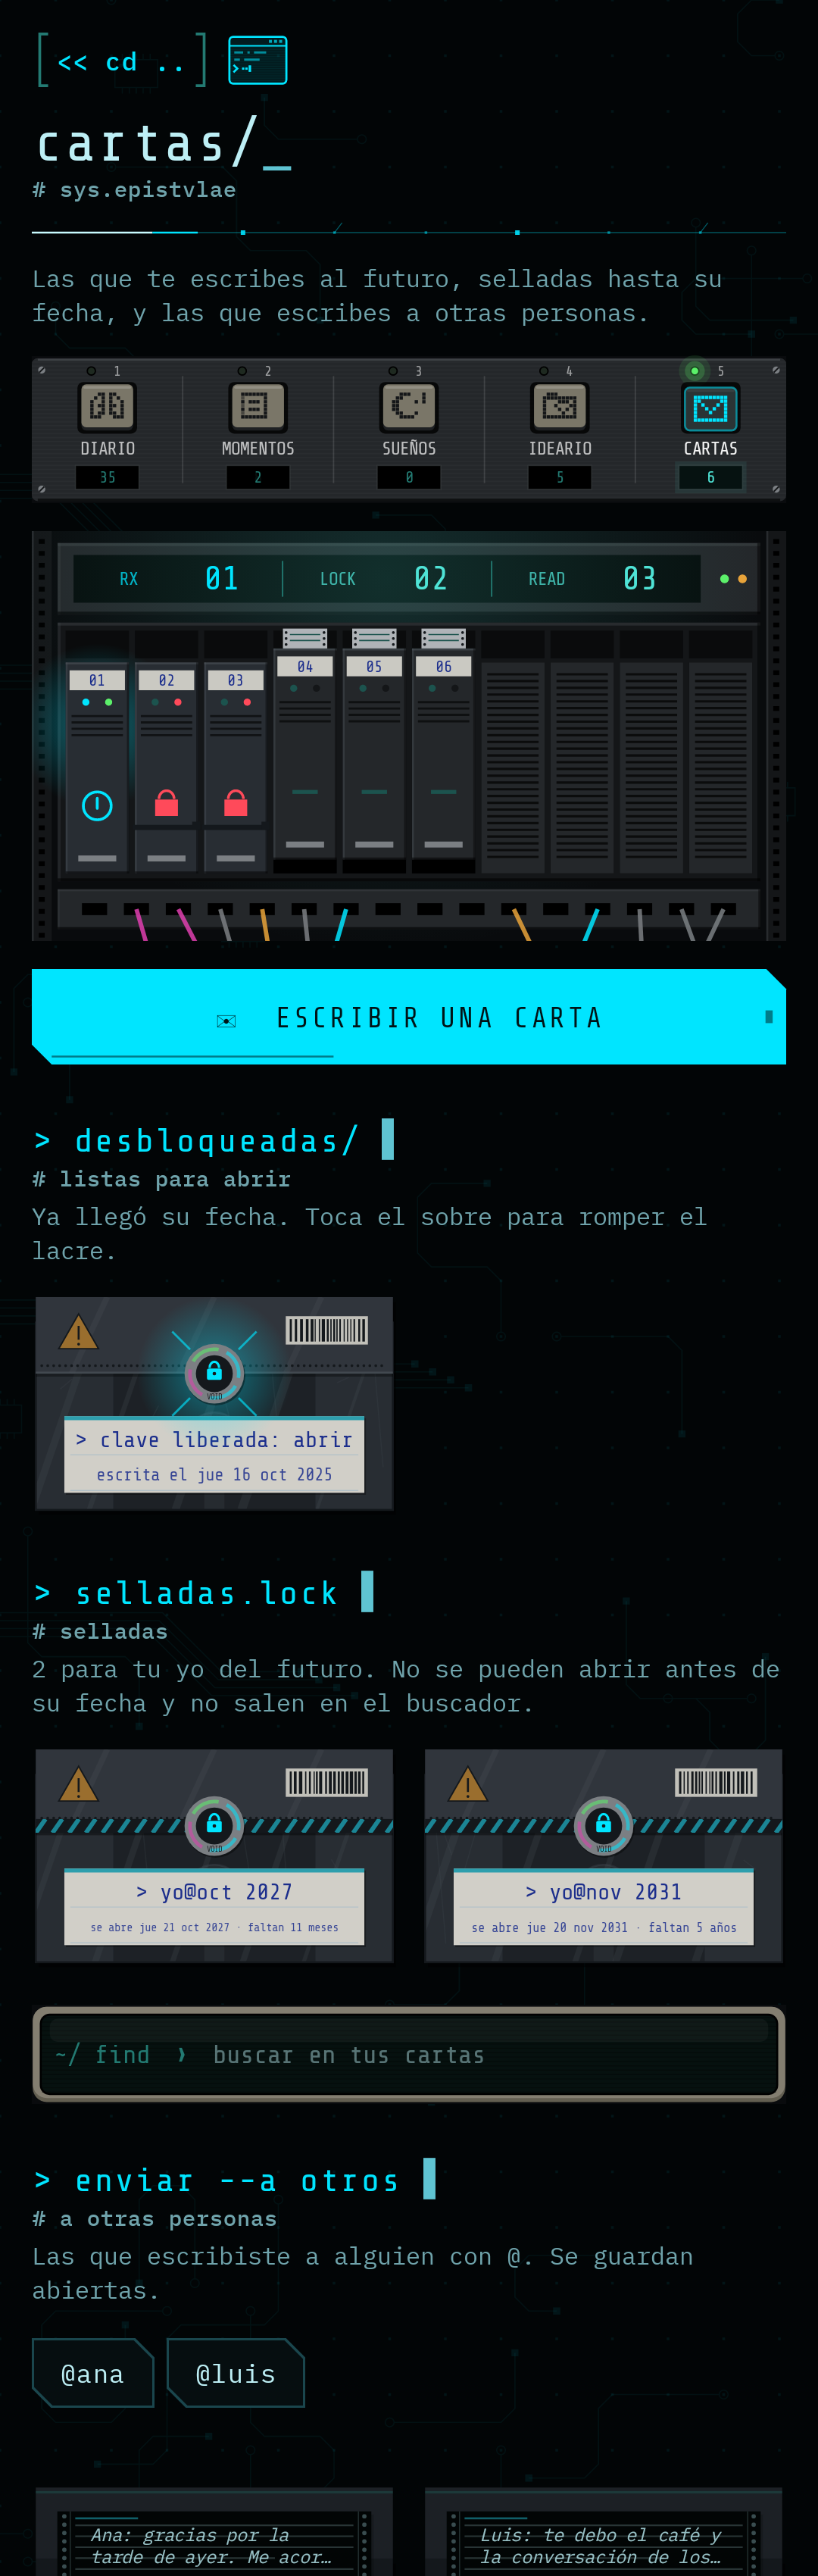 << cd ..
cartas/_
# sys.epistvlae
Las que te escribes al futuro, selladas hasta su
fecha, y las que escribes a otras personas.
1 2 3 4 5
DIARIO MOMENTOS SUEÑOS IDEARIO CARTAS
35 2 0 5 6
RX 01 LOCK 02 READ 03
01 02 03 04 05 06
ESCRIBIR UNA CARTA
> desbloqueadas/
# listas para abrir
Ya llegó su fecha. Toca el sobre para romper el
lacre.
VOID
> clave liberada: abrir
escrita el jue 16 oct 2025
> selladas.lock
# selladas
2 para tu yo del futuro. No se pueden abrir antes de
su fecha y no salen en el buscador.
VOID VOID
> yo@oct 2027
se abre jue 21 oct 2027 · faltan 11 meses
> yo@nov 2031
se abre jue 20 nov 2031 · faltan 5 años
~/ find › buscar en tus cartas
> enviar --a otros
# a otras personas
Las que escribiste a alguien con @. Se guardan
abiertas.
@ana @luis
Ana: gracias por la
tarde de ayer. Me acor…
Luis: te debo el café y
la conversación de los…